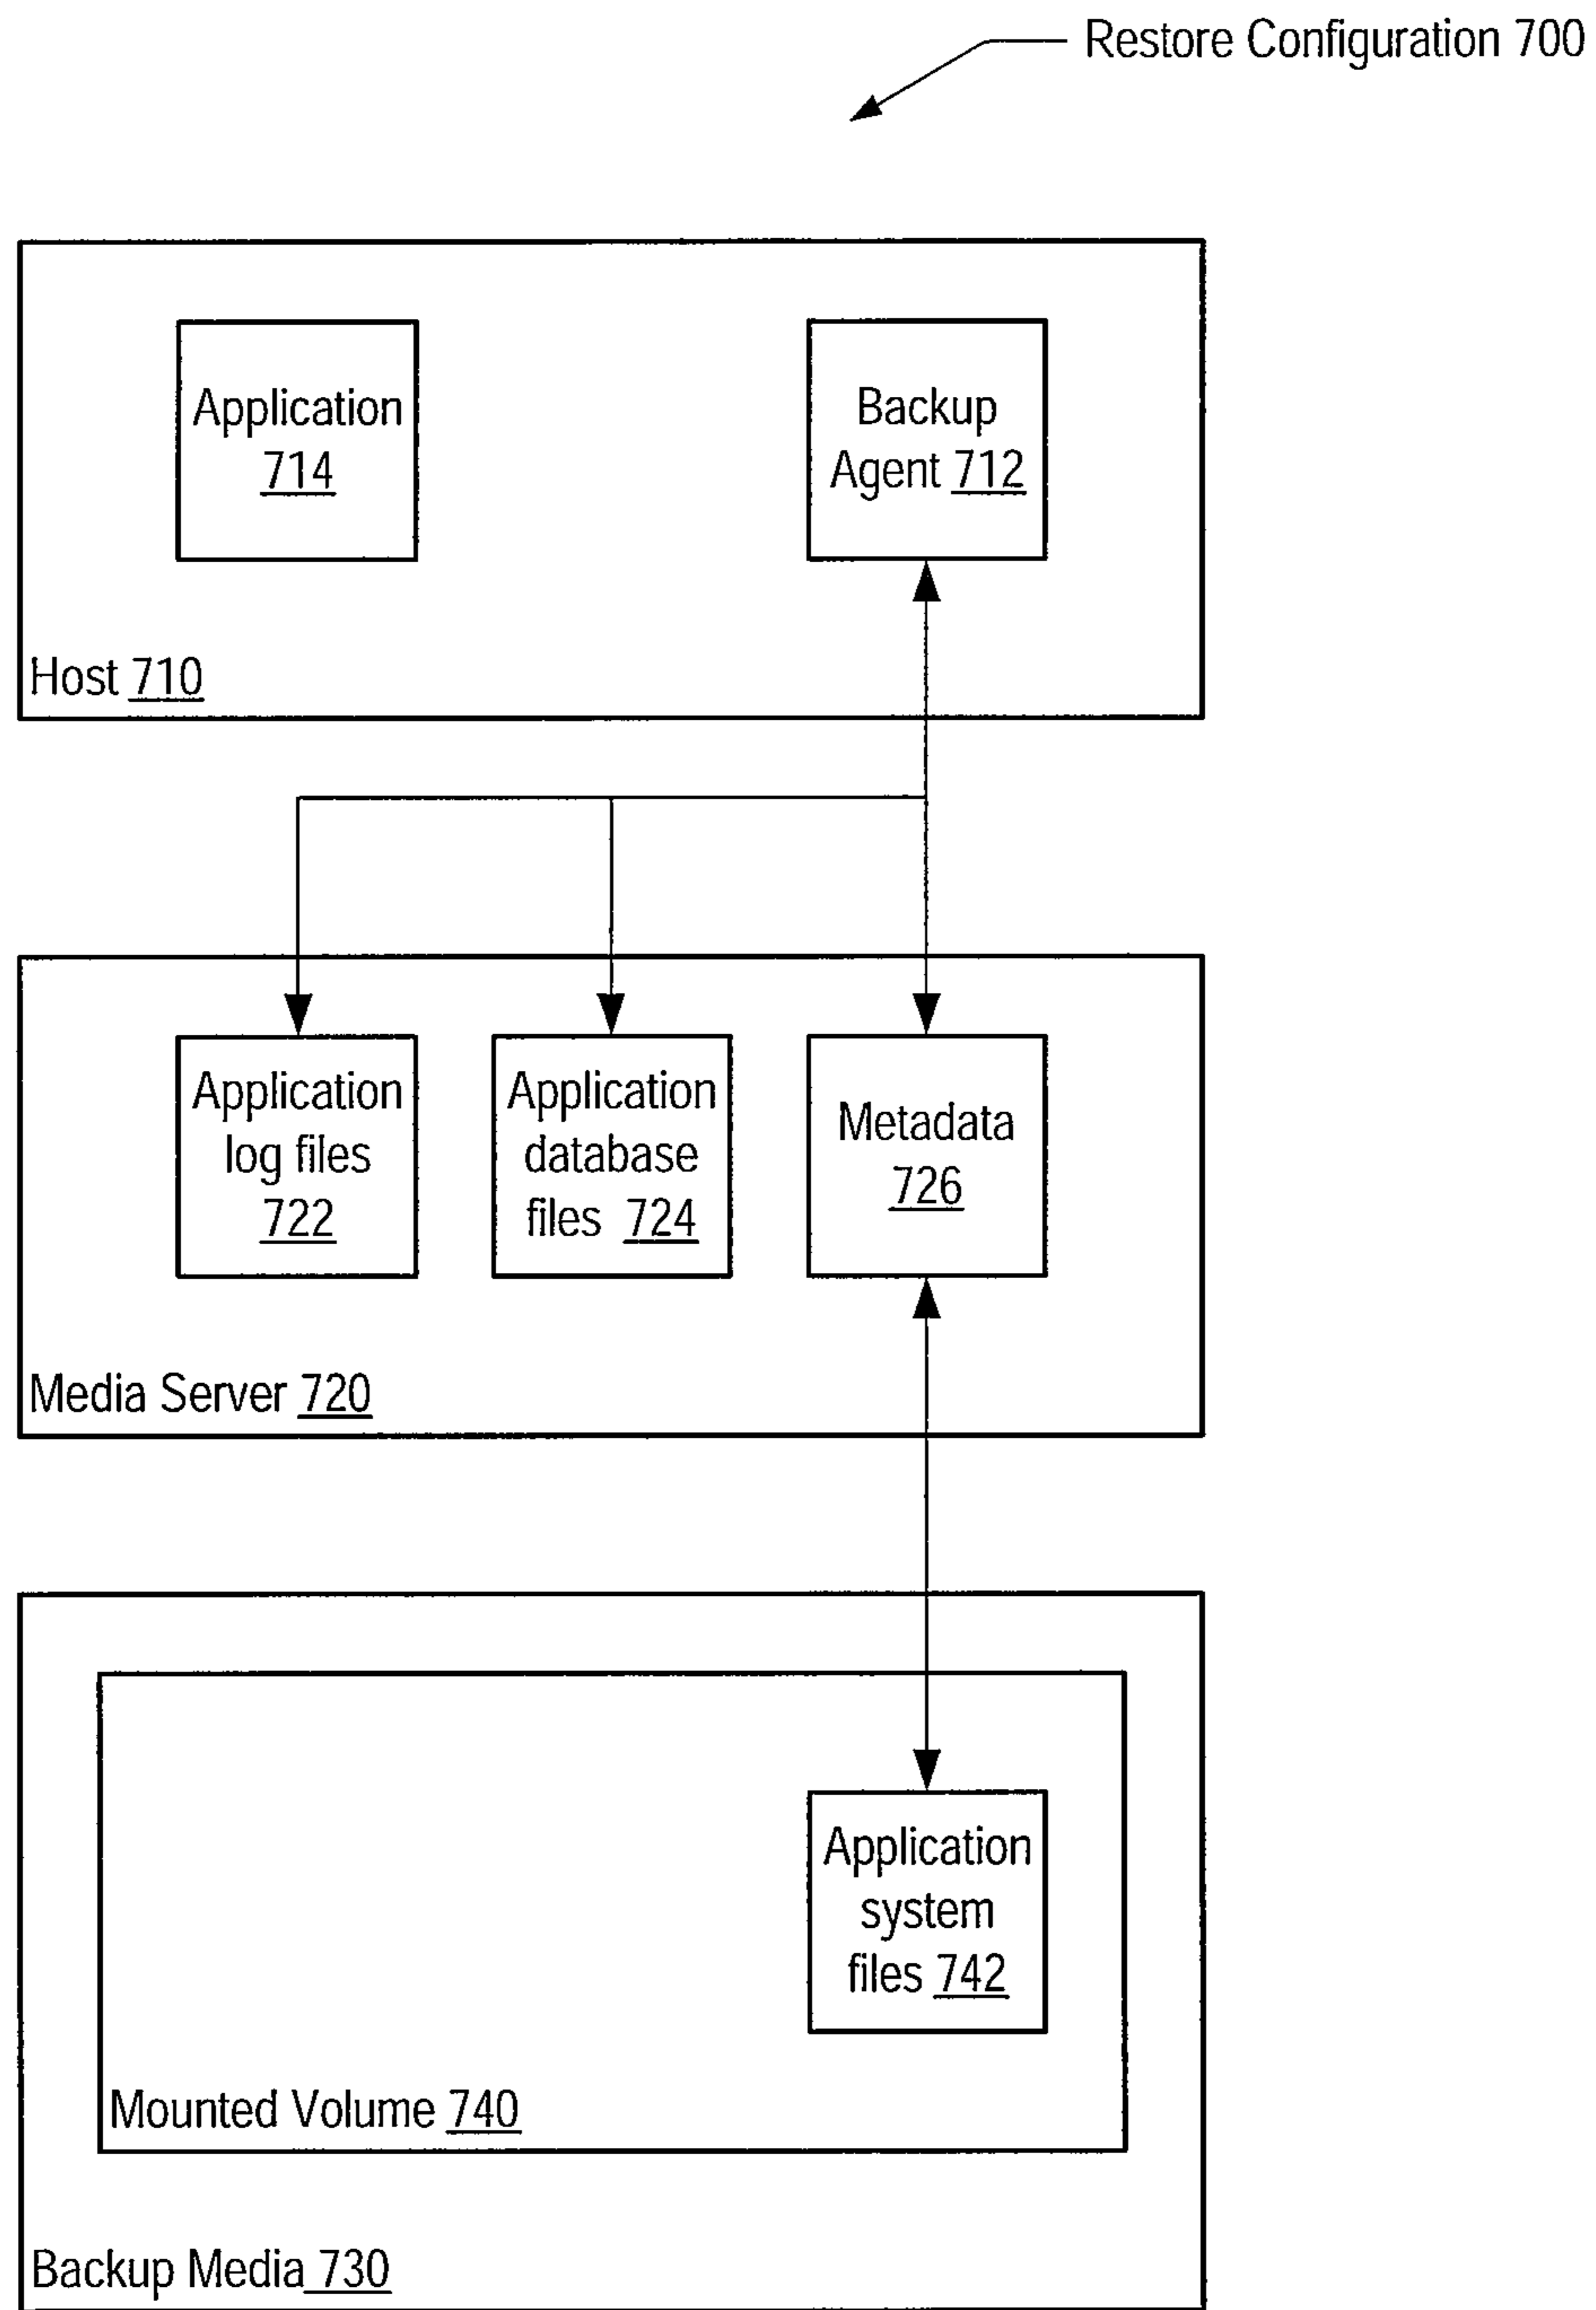 Restore Configuration 700
Application
714
Backup
Agent 712
Host 710
Application
log files
722
Application
database
files 724
Metadata
726
Media Server 720
Application
system
files 742
Mounted Volume 740
Backup Media 730